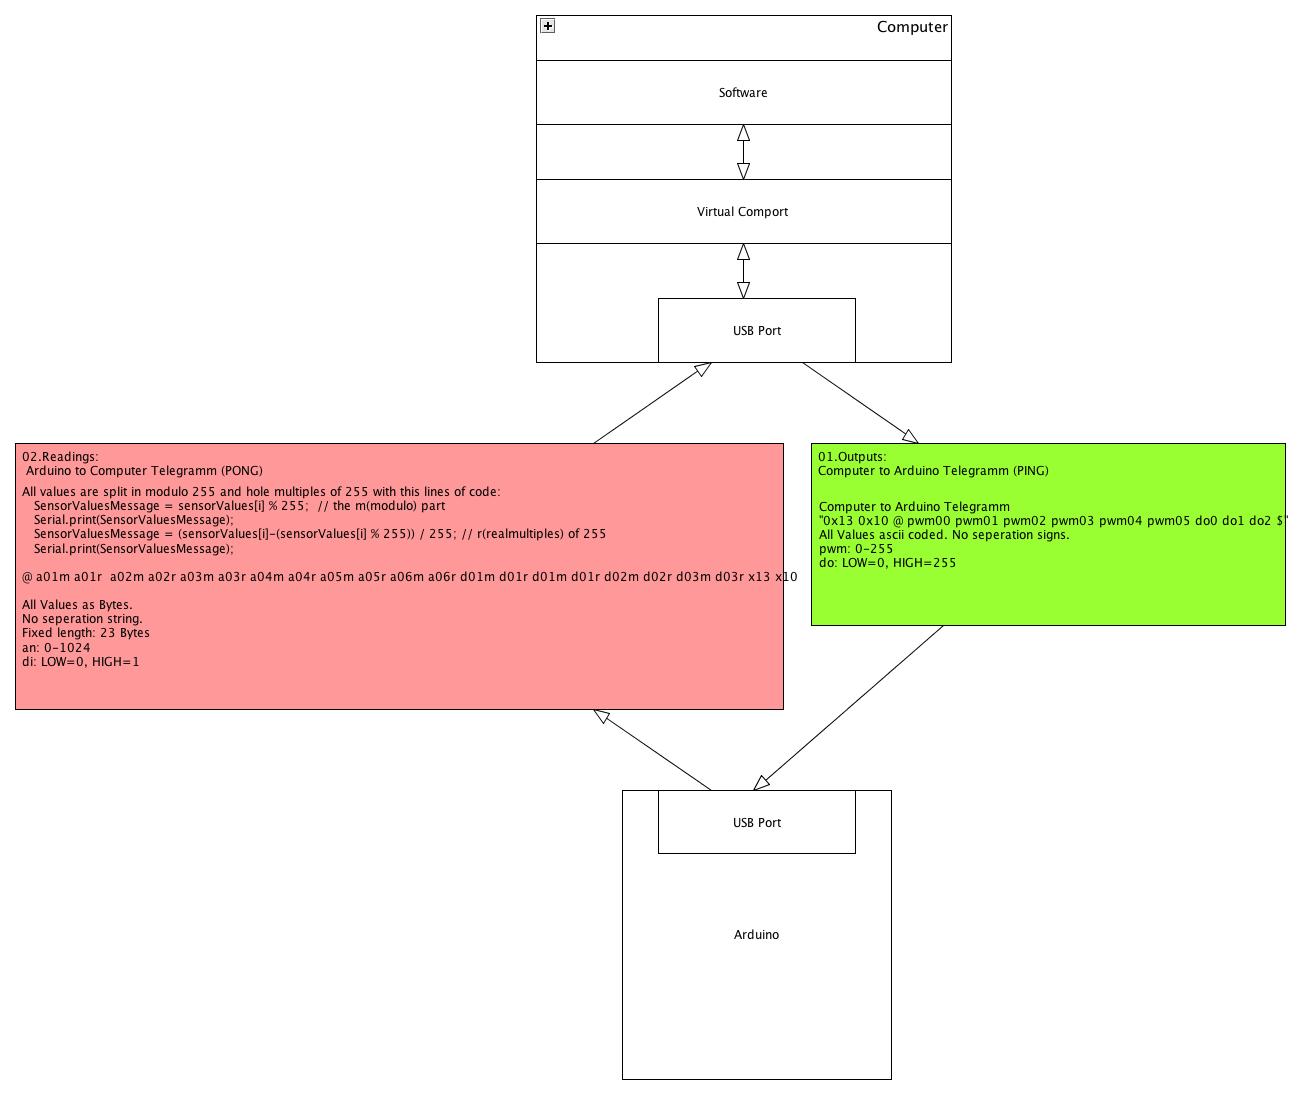 Computer
Software
Virtual Comport
USB Port
02.Readings:
Arduino to Computer Telegramm (PONG)
All values are split in modulo 255 and hole multiples of 255 with this lines of code:
SensorValuesMessage = sensorValues[i] % 255;  // the m(modulo) part
Serial.print(SensorValuesMessage);
SensorValuesMessage = (sensorValues[i]-(sensorValues[i] % 255)) / 255; // r(realmultiples) of 255
Serial.print(SensorValuesMessage);
@ a01m a01r  a02m a02r a03m a03r a04m a04r a05m a05r a06m a06r d01m d01r d01m d01r d02m d02r d03m d03r x13 x10
All Values as Bytes.
No seperation string.
Fixed length: 23 Bytes
an: 0-1024
di: LOW=0, HIGH=1
01.Outputs:
Computer to Arduino Telegramm (PING)
Computer to Arduino Telegramm
"0x13 0x10 @ pwm00 pwm01 pwm02 pwm03 pwm04 pwm05 do0 do1 do2 $"
All Values ascii coded. No seperation signs.
pwm: 0-255
do: LOW=0, HIGH=255
USB Port
Arduino